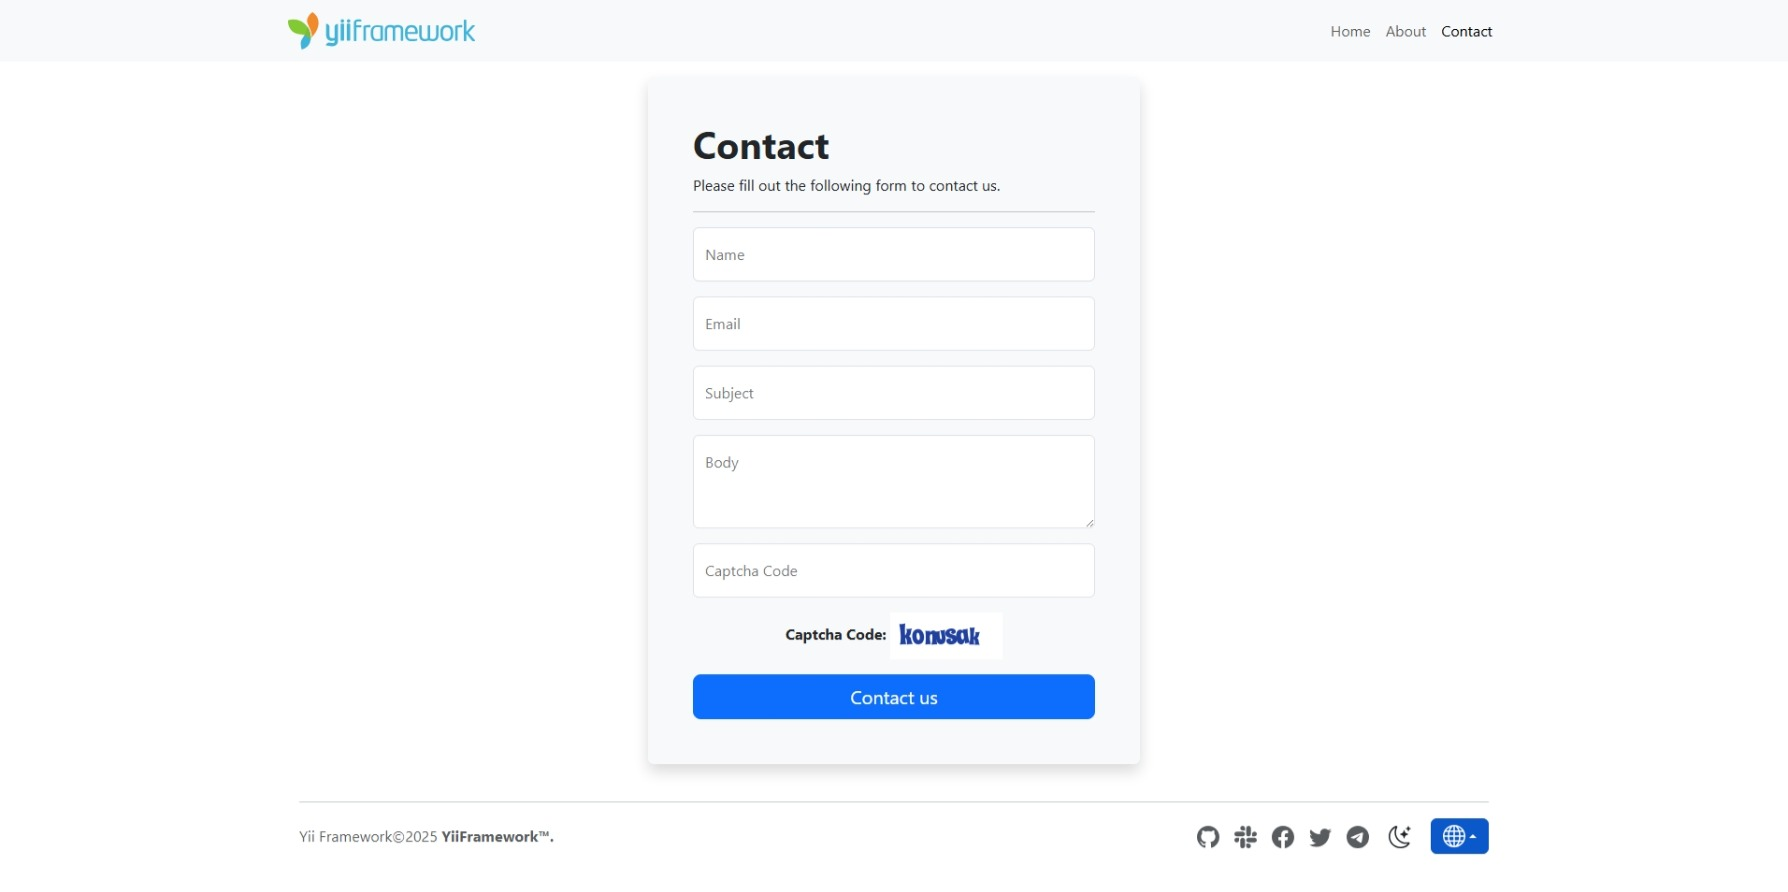 yiiframework
Home About Contact
Contact
Please fill out the following form to contact us.
Name
Email
Subject
Body
Captcha Code
Captcha Code: konusak
Contact us
Yii Framework©2025 YiiFramework™.